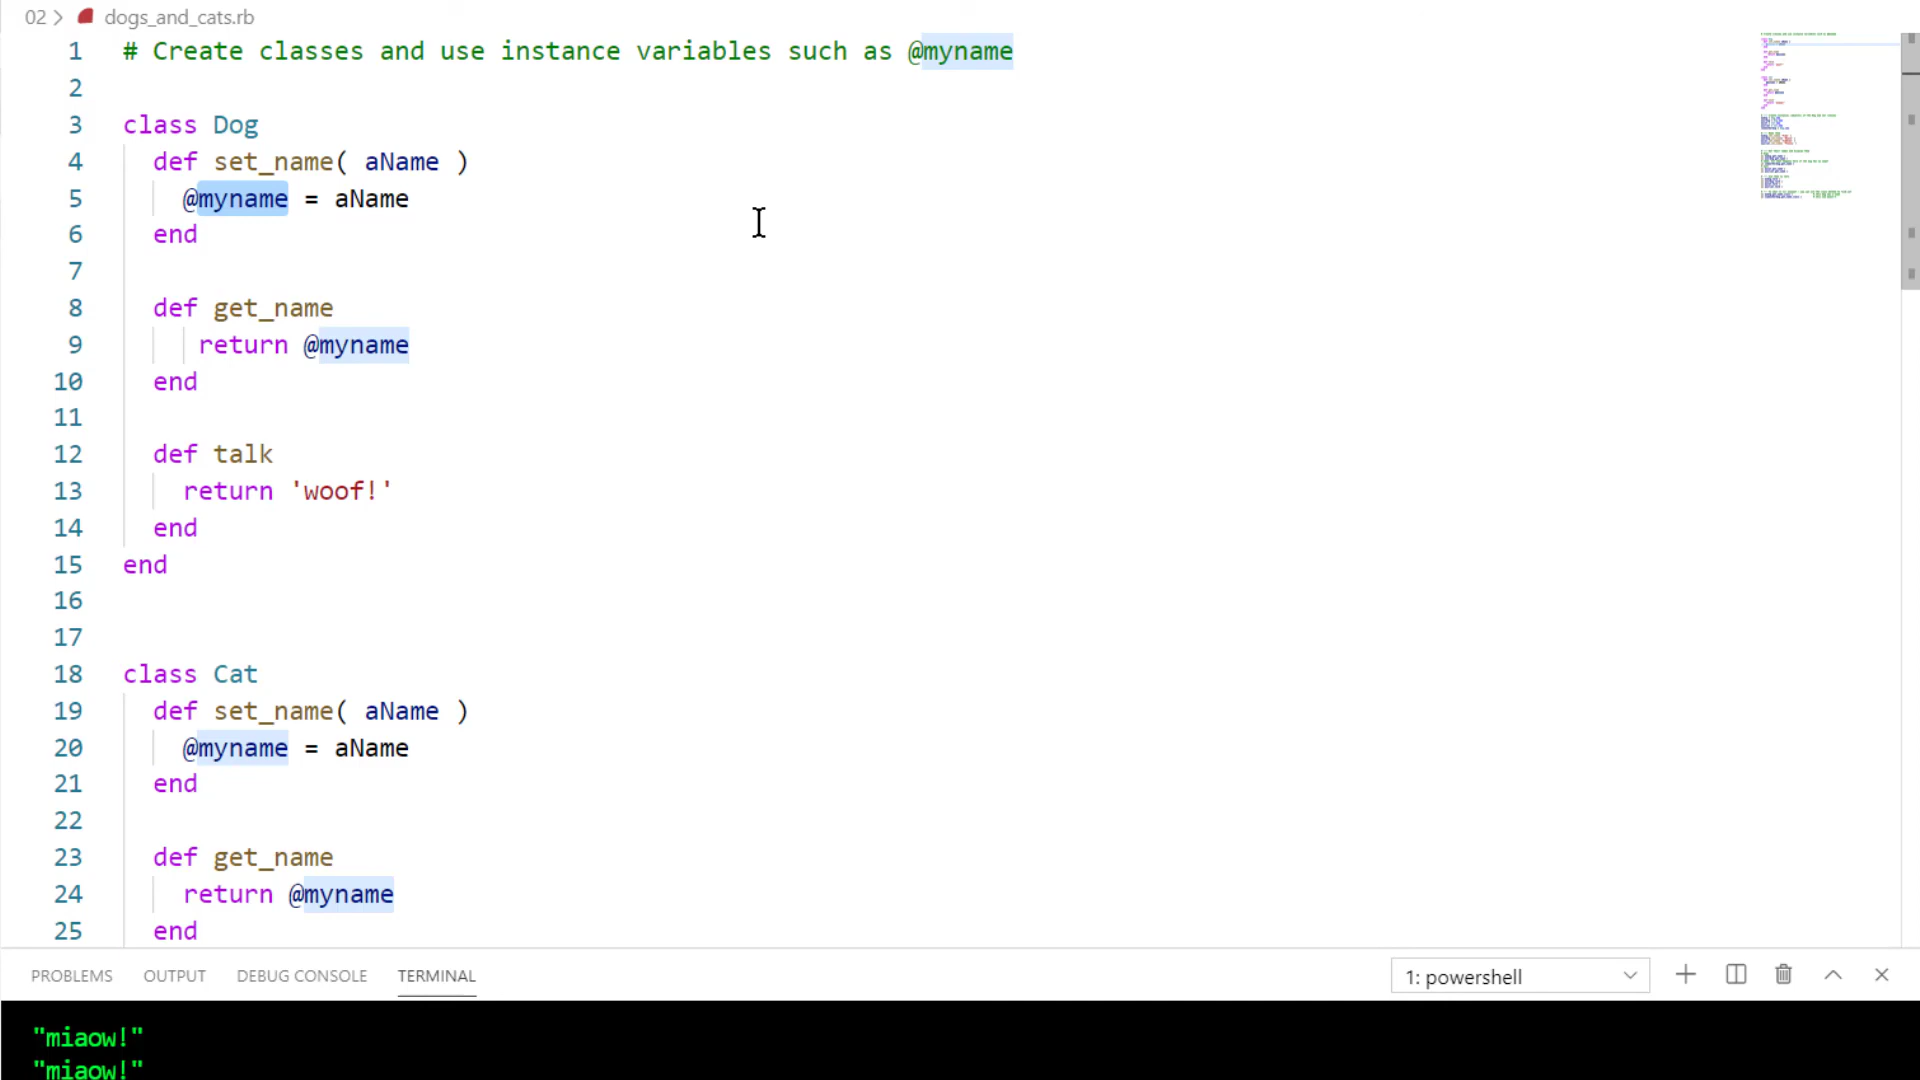 02 > dogs_and_cats.rb
1 # Create classes and use instance variables such as @myname
2
3 class Dog
4 def set_name( aName )
5 @myname = aName
6 end
7
8 def get_name
9 return @myname
10 end
11
12 def talk
13 return 'woof!'
14 end
15 end
16
17
18 class Cat
19 def set_name( aName )
20 @myname = aName
21 end
22
23 def get_name
24 return @myname
25 end
PROBLEMS OUTPUT DEBUG CONSOLE TERMINAL 1: powershell
"miaow!"
"miaow!"